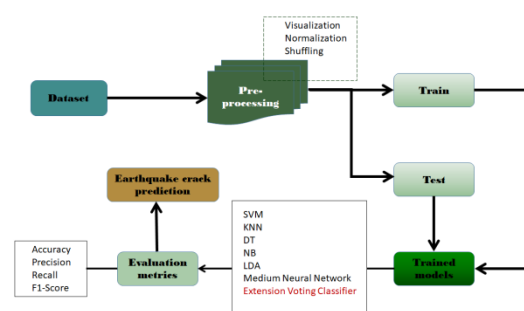 Visualization
Normalization
Shuffling
Dataset
Pre-
processing
Train
Earthquake crack
prediction
Test
SVM
KNN
DT
NB
LDA
Medium Neural Network
Extension Voting Classifier
Accuracy
Precision
Recall
F1-Score
Evaluation
metrics
Trained
models